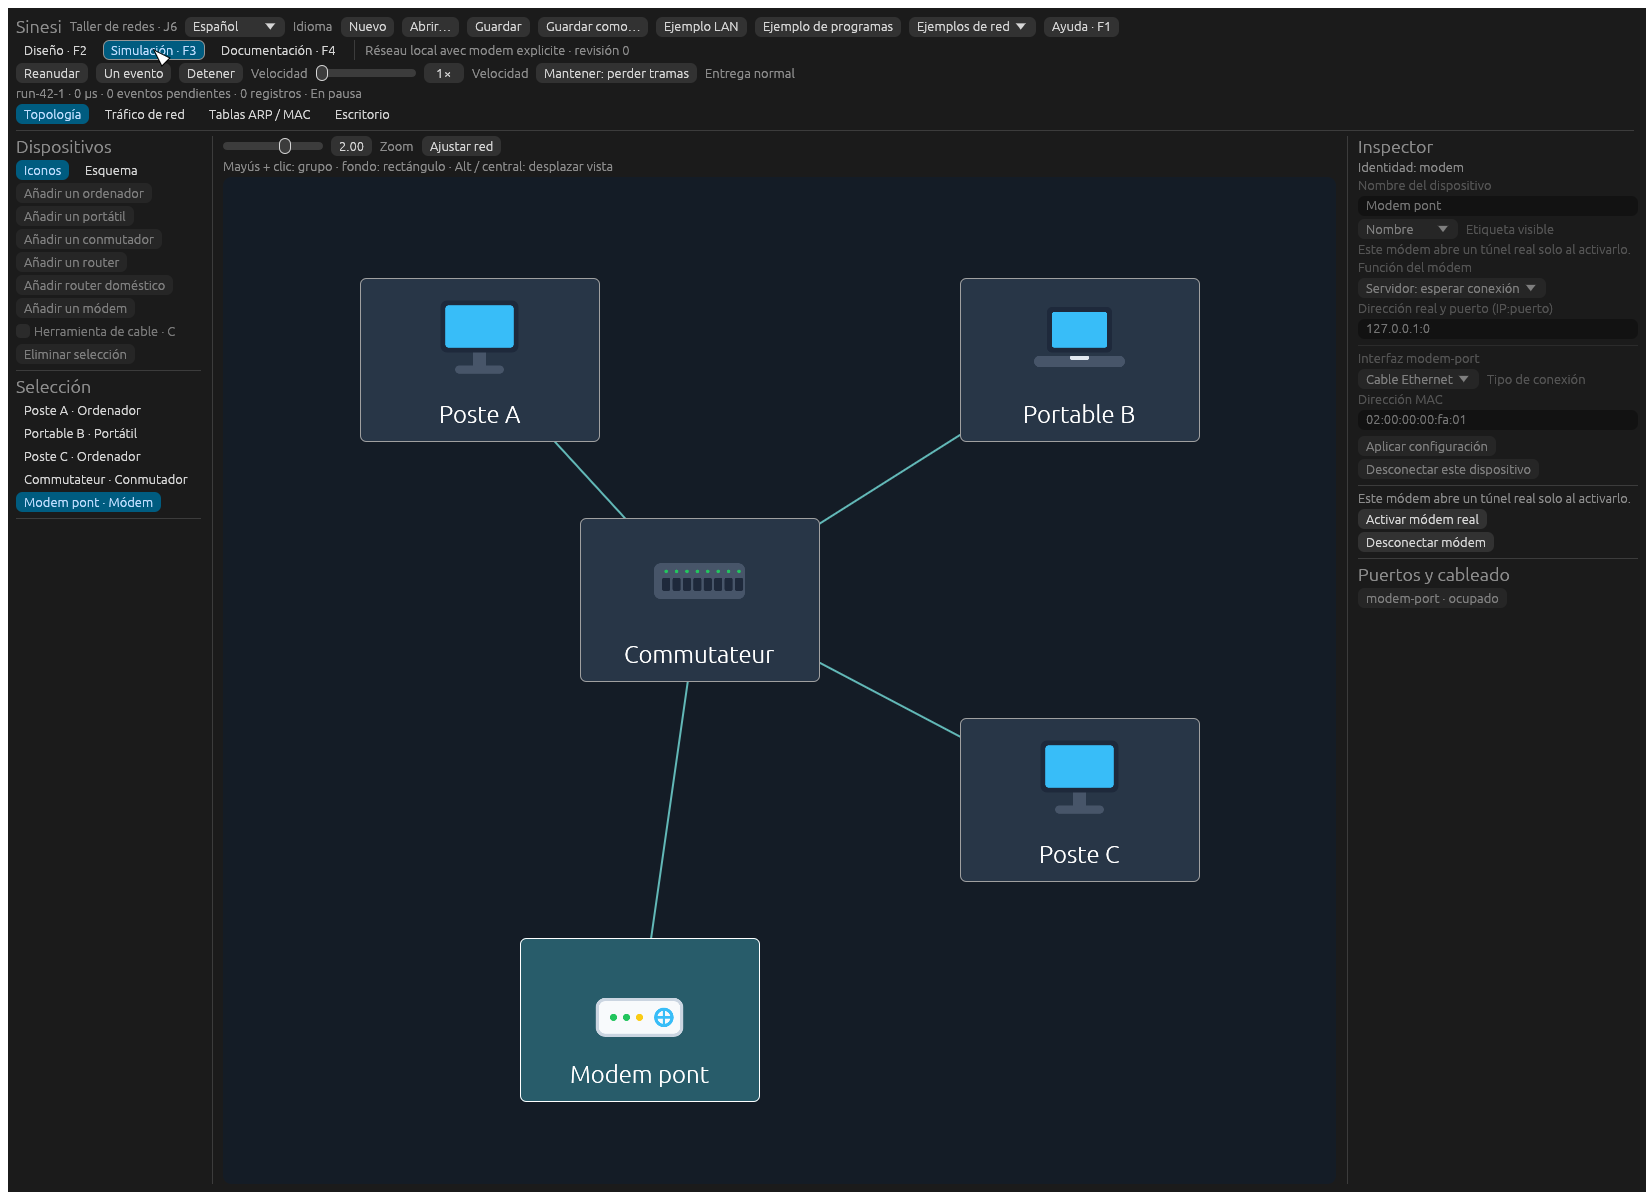 Sinesi Taller de redes · J6 Español Idioma Nuevo Abrir... Guardar Guardar como... Ejemplo LAN Ejemplo de programas Ejemplos de red Ayuda · F1
Diseño · F2 Simulación · F3 Documentación · F4 Réseau local avec modem explicite · revisión 0
Reanudar Un evento Detener Velocidad 1× Velocidad Mantener: perder tramas Entrega normal
run-42-1 · 0 µs · 0 eventos pendientes · 0 registros · En pausa
Topología Tráfico de red Tablas ARP / MAC Escritorio
Dispositivos
Iconos Esquema
Añadir un ordenador
Añadir un portátil
Añadir un conmutador
Añadir un router
Añadir router doméstico
Añadir un módem
Herramienta de cable · C
Eliminar selección
Selección
Poste A · Ordenador
Portable B · Portátil
Poste C · Ordenador
Commutateur · Conmutador
Modem pont · Módem
2.00 Zoom Ajustar red
Mayús + clic: grupo · fondo: rectángulo · Alt / central: desplazar vista
Poste A
Portable B
Commutateur
Poste C
Modem pont
Inspector
Identidad: modem
Nombre del dispositivo
Modem pont
Nombre Etiqueta visible
Este módem abre un túnel real solo al activarlo.
Función del módem
Servidor: esperar conexión
Dirección real y puerto (IP:puerto)
127.0.0.1:0
Interfaz modem-port
Cable Ethernet Tipo de conexión
Dirección MAC
02:00:00:00:fa:01
Aplicar configuración
Desconectar este dispositivo
Este módem abre un túnel real solo al activarlo.
Activar módem real
Desconectar módem
Puertos y cableado
modem-port · ocupado